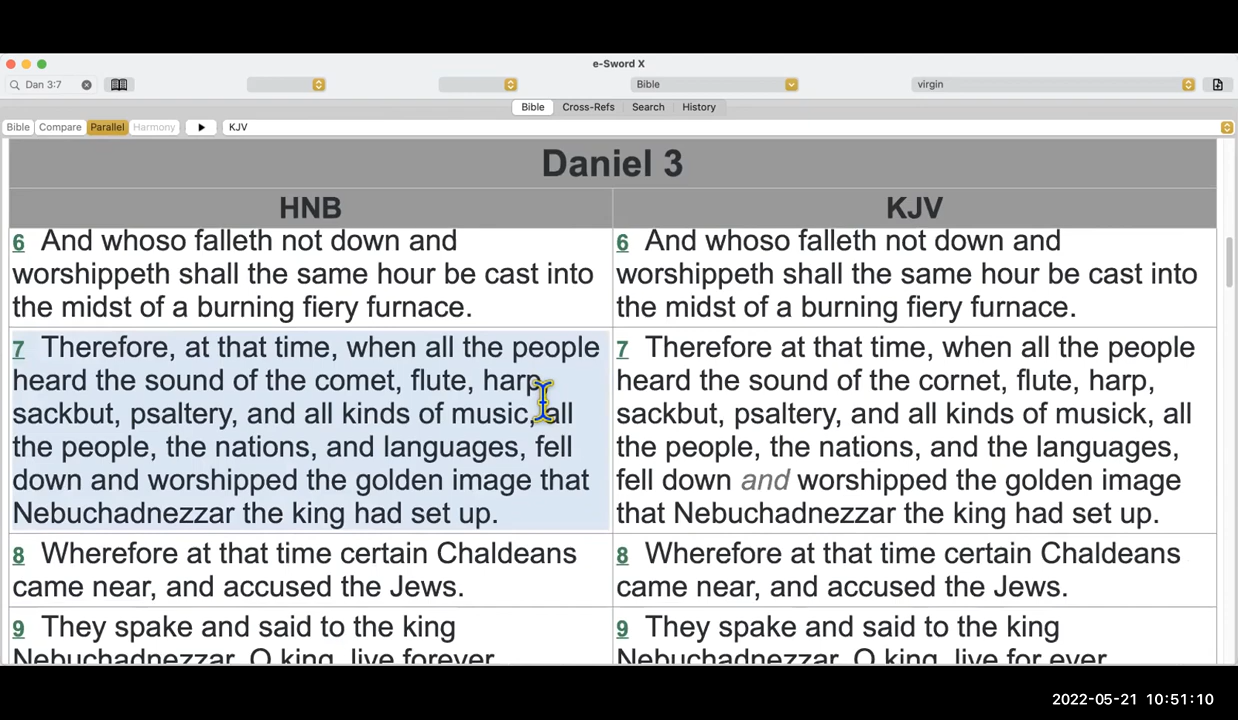 e-Sword X
Dan 3:7
Bible
virgin
Bible
Cross-Refs
Search
History
Bible
Compare
Parallel
Harmony
KJV
Daniel 3
HNB
6 And whoso falleth not down and
worshippeth shall the same hour be cast into
the midst of a burning fiery furnace.
7 Therefore, at that time, when all the people
heard the sound of the comet, flute, harp,
sackbut, psaltery, and all kinds of music, all
the people, the nations, and languages, fell
down and worshipped the golden image that
Nebuchadnezzar the king had set up.
8 Wherefore at that time certain Chaldeans
came near, and accused the Jews.
9 They spake and said to the king
Nebuchadnezzar, O king, live forever.
KJV
6 And whoso falleth not down and
worshippeth shall the same hour be cast into
the midst of a burning fiery furnace.
7 Therefore at that time, when all the people
heard the sound of the cornet, flute, harp,
sackbut, psaltery, and all kinds of musick, all
the people, the nations, and the languages,
fell down and worshipped the golden image
that Nebuchadnezzar the king had set up.
8 Wherefore at that time certain Chaldeans
came near, and accused the Jews.
9 They spake and said to the king
Nebuchadnezzar, O king, live for ever.
2022-05-21 10:51:10